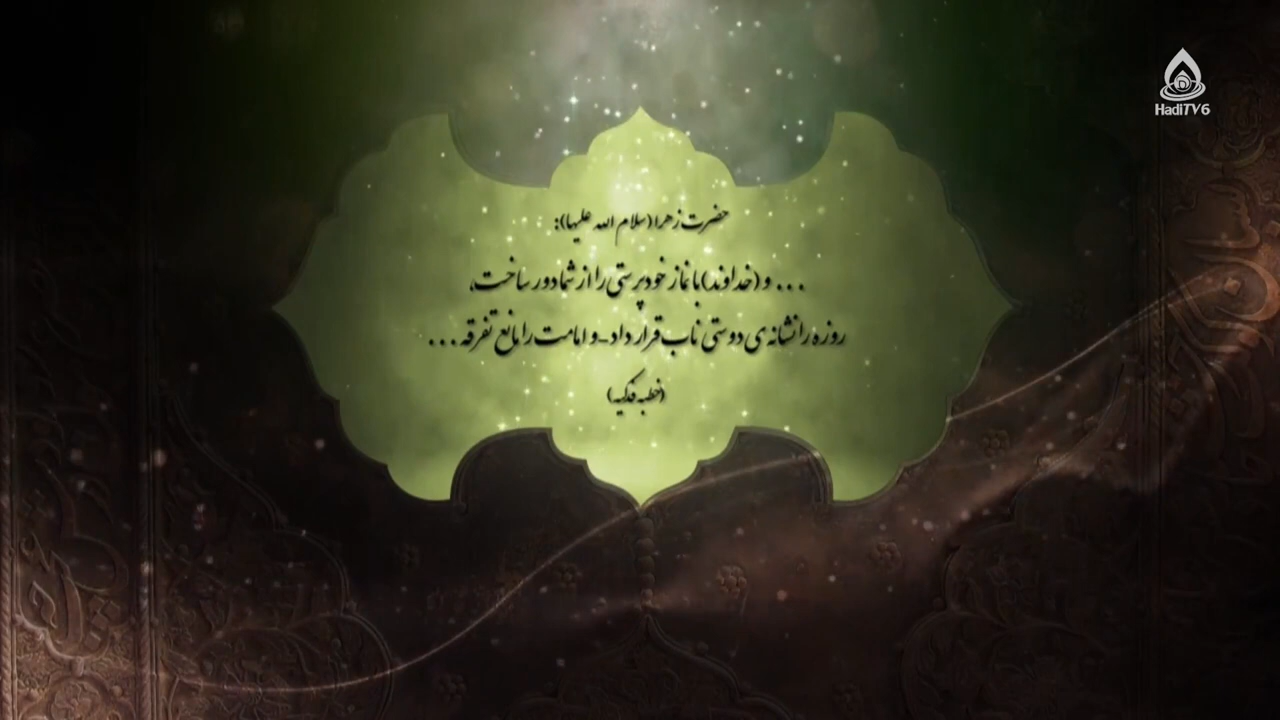 HadiTV6
حضرت زهرا (سلام الله علیها):
... و (خداوند) با نماز خودپرستی را از شما دور ساخت،
روزه را نشانه‌ی دوستی ناب قرار داد - و امامت را مانع تفرقه ...
(خطبه فدکیه)